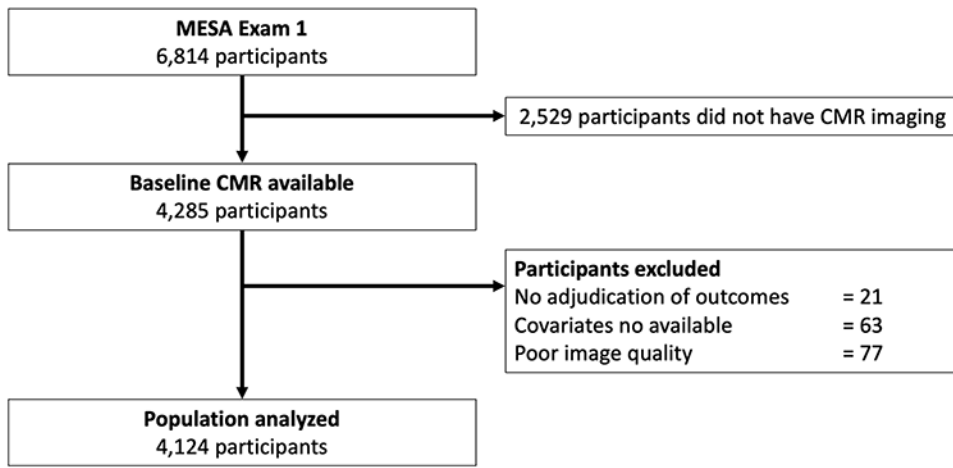 MESA Exam 1
6,814 participants
2,529 participants did not have CMR imaging
Baseline CMR available
4,285 participants
Participants excluded
No adjudication of outcomes = 21
Covariates no available = 63
Poor image quality = 77
Population analyzed
4,124 participants